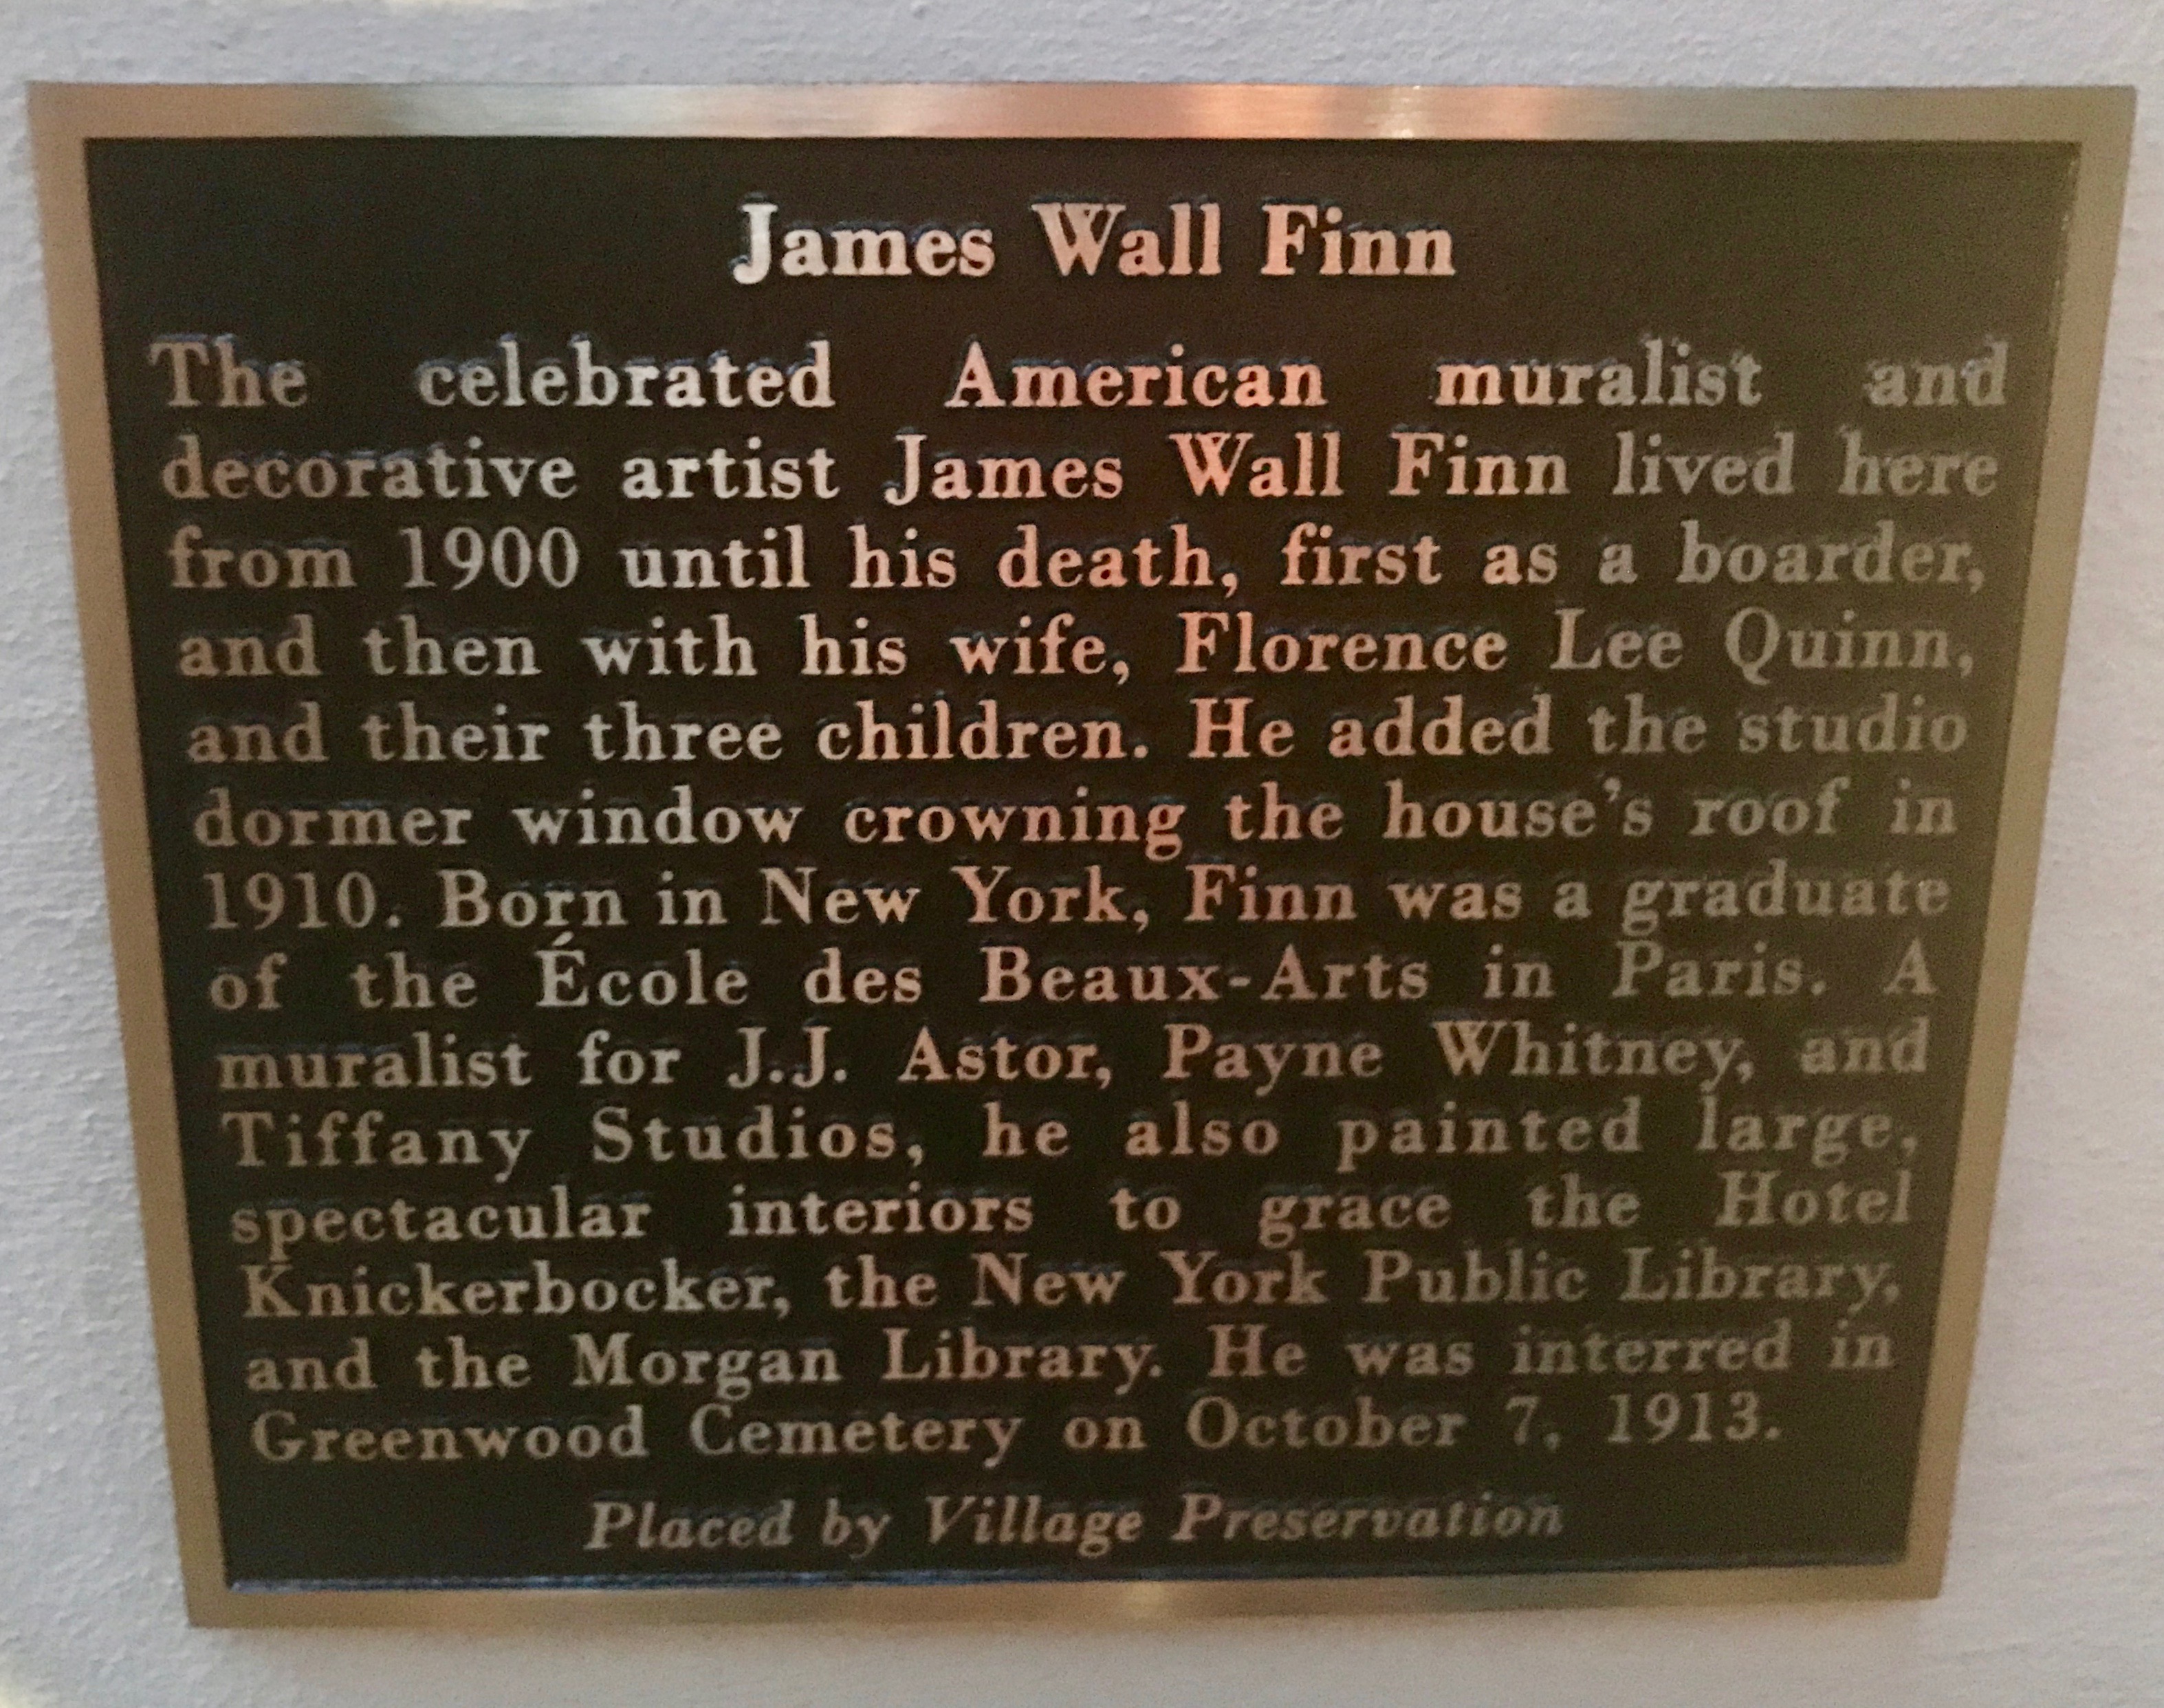 James Wall Finn
The celebrated American muralist and
decorative artist James Wall Finn lived here
from 1900 until his death, first as a boarder,
and then with his wife, Florence Lee Quinn,
and their three children. He added the studio
dormer window crowning the house's roof in
1910. Born in New York, Finn was a graduate
of the École des Beaux-Arts in Paris. A
muralist for J.J. Astor, Payne Whitney, and
Tiffany Studios, he also painted large,
spectacular interiors to grace the Hotel
Knickerbocker, the New York Public Library,
and the Morgan Library. He was interred in
Greenwood Cemetery on October 7, 1913.
Placed by Village Preservation